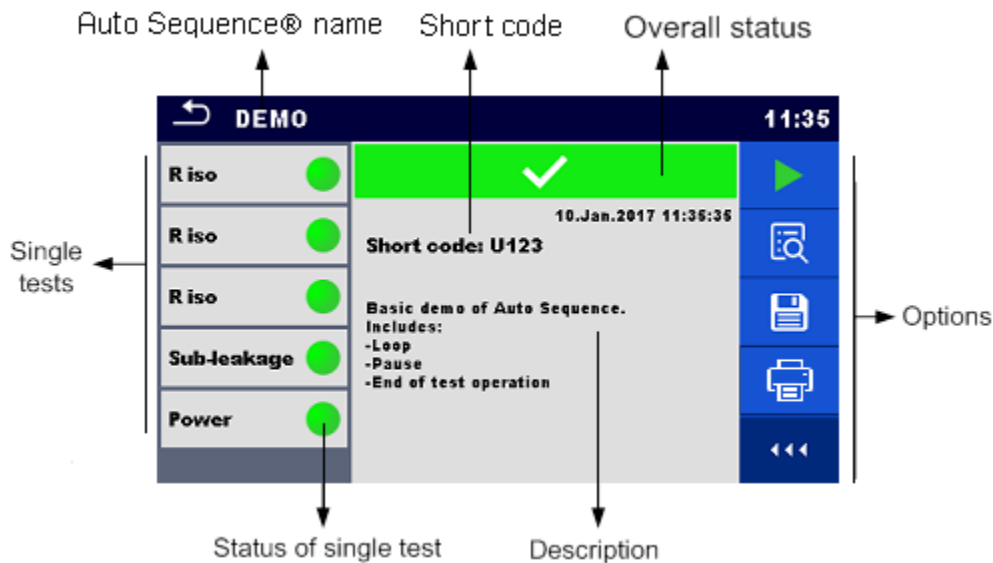 Auto Sequence® name
Short code
Overall status
DEMO
11:35
R iso
R iso
R iso
Sub-leakage
Power
10.Jan.2017 11:35:35
Short code: U123
Basic demo of Auto Sequence.
Includes:
-Loop
-Pause
-End of test operation
Single
tests
Options
Status of single test
Description